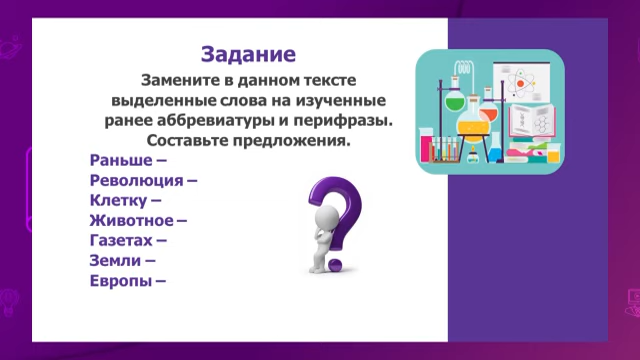 Задание
Замените в данном тексте
выделенные слова на изученные
ранее аббревиатуры и перифразы.
Составьте предложения.
Раньше –
Революция –
Клетку –
Животное –
Газетах –
Земли –
Европы –